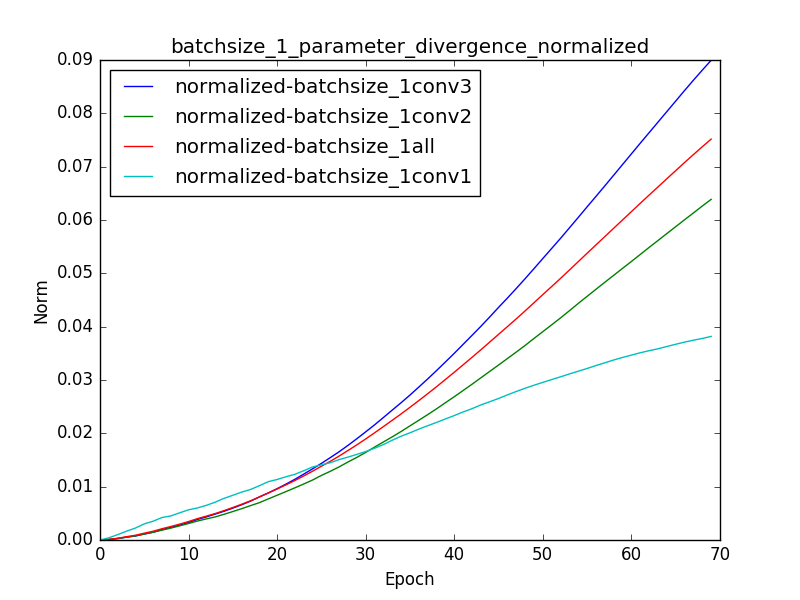 batchsize_1_parameter_divergence_normalized
normalized-batchsize_1conv3
normalized-batchsize_1conv2
normalized-batchsize_1all
normalized-batchsize_1conv1
0.09
0.08
0.07
0.06
0.05
0.04
0.03
0.02
0.01
0.00
Norm
0 10 20 30 40 50 60 70
Epoch